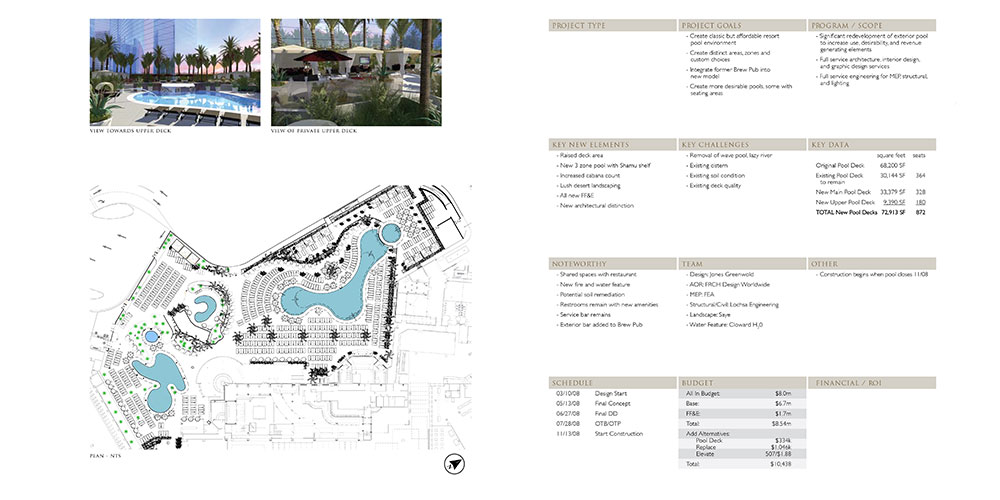 VIEW TOWARDS UPPER DECK
VIEW OF PRIVATE UPPER DECK
PLAN - NTS
PROJECT TYPE
PROJECT GOALS
- Create classic but affordable resort
pool environment
- Create distinct areas, zones and
custom choices
- Integrate former Brew Pub into
new model
- Create more desirable pools, some with
seating areas
PROGRAM / SCOPE
- Significant redevelopment of exterior pool
to increase use, desirability, and revenue
generating elements
- Full service architecture, interior design,
and graphic design services
- Full service engineering for MEP, structural,
and lighting
KEY NEW ELEMENTS
- Raised deck area
- New 3 zone pool with Shamu shelf
- Increased cabana count
- Lush desert landscaping
- All new FF&E
- New architectural distinction
KEY CHALLENGES
- Removal of wave pool, lazy river
- Existing cistern
- Existing soil condition
- Existing deck quality
KEY DATA
square feet seats
Original Pool Deck 68,200 SF
Existing Pool Deck 30,144 SF 364
to remain
New Main Pool Deck 33,379 SF 328
New Upper Pool Deck 9,390 SF 180
TOTAL New Pool Decks 72,913 SF 872
NOTEWORTHY
- Shared spaces with restaurant
- New fire and water feature
- Potential soil remediation
- Restrooms remain with new amenities
- Service bar remains
- Exterior bar added to Brew Pub
TEAM
- Design: Jones Greenwold
- AOR: FRCH Design Worldwide
- MEP: FEA
- Structural/Civil: Lochsa Engineering
- Landscape: Saye
- Water Feature: Cloward H2O
OTHER
- Construction begins when pool closes 11/08
SCHEDULE
03/10/08 Design Start
05/13/08 Final Concept
06/27/08 Final DD
07/28/08 OTB/OTP
11/13/08 Start Construction
BUDGET
All In Budget: $8.0m
Base: $6.7m
FF&E: $1.7m
Total: $8.54m
Add Alternatives:
Pool Deck $334k
Replace $1,046k
Elevate 507/$1.88
Total: $10,438
FINANCIAL / ROI